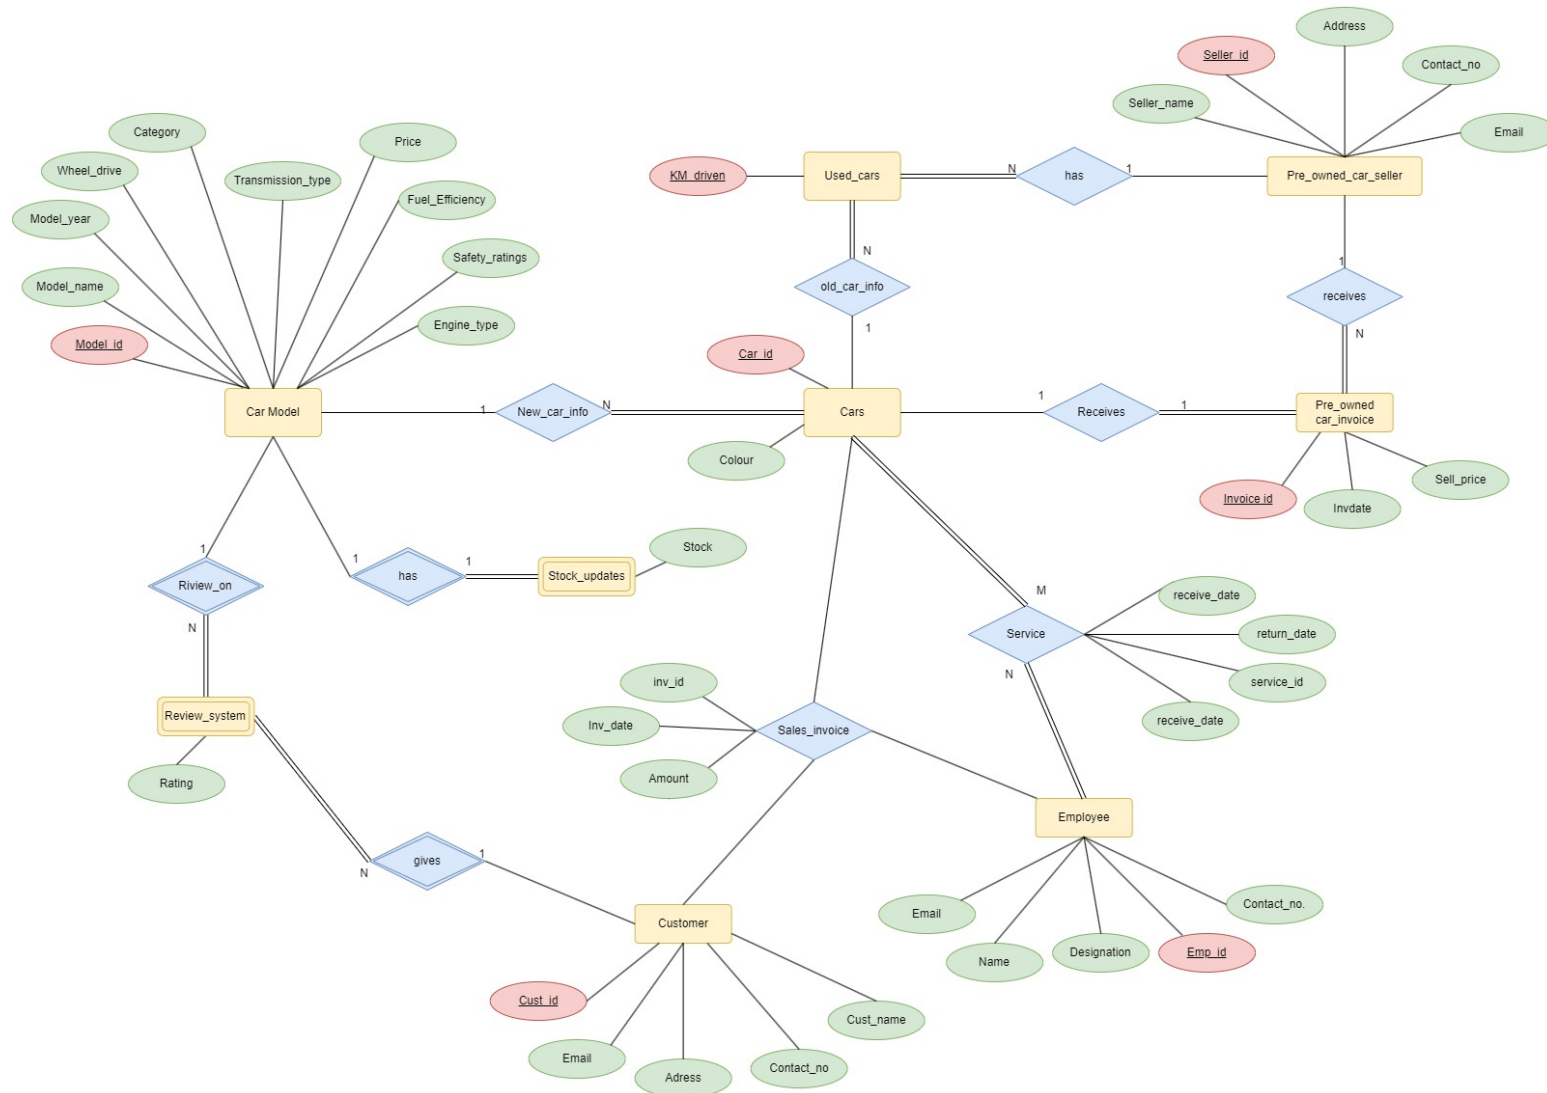 Address
Seller_id
Contact_no
Seller_name
Email
Category
Price
Wheel_drive
Transmission_type
KM_driven
Used_cars
N
has
1
Pre_owned_car_seller
Fuel_Efficiency
Model_year
N
Safety_ratings
1
Model_name
old_car_info
receives
Engine_type
1
N
Model_id
Car_id
Car Model
1
New_car_info
N
Cars
1
Receives
1
Pre_owned
car_invoice
Colour
Sell_price
Invoice id
Invdate
Stock
1
1
1
Riview_on
has
Stock_updates
M
receive_date
N
Service
return_date
N
service_id
inv_id
Review_system
receive_date
Inv_date
Sales_invoice
Rating
Amount
Employee
gives
1
N
Contact_no.
Email
Customer
Name
Designation
Emp_id
Cust_id
Cust_name
Email
Adress
Contact_no